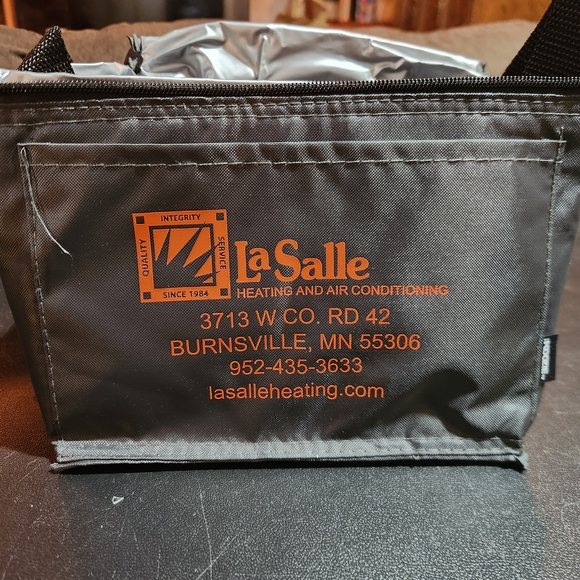 INTEGRITY
QUALITY
SERVICE
SINCE 1984
LaSalle
HEATING AND AIR CONDITIONING
3713 W CO. RD 42
BURNSVILLE, MN 55306
952-435-3633
lasalleheating.com